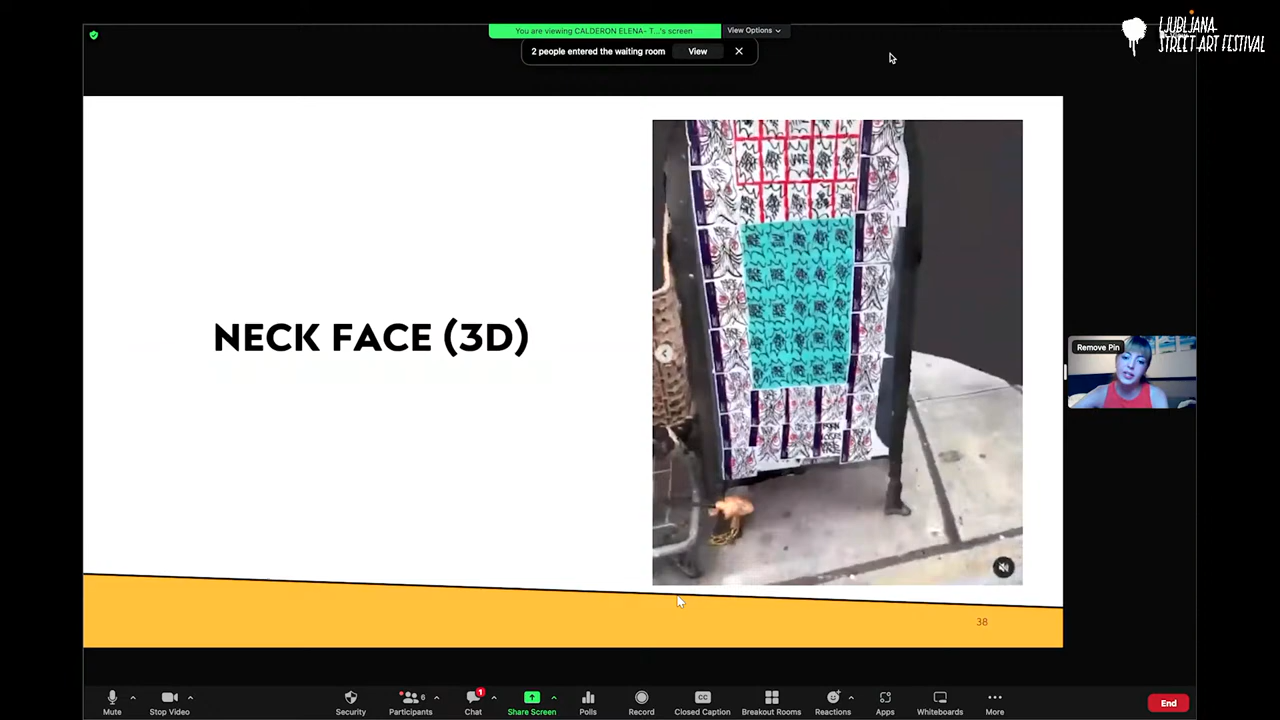 You are viewing CALDERON ELENA- T...'s screen
View Options
LJUBLJANA
STREET ART FESTIVAL
2 people entered the waiting room
View
NECK FACE (3D)
Remove Pin
38
Mute
Stop Video
Security
6
Participants
1
Chat
Share Screen
Polls
Record
CC
Closed Caption
Breakout Rooms
Reactions
Apps
Whiteboards
More
End